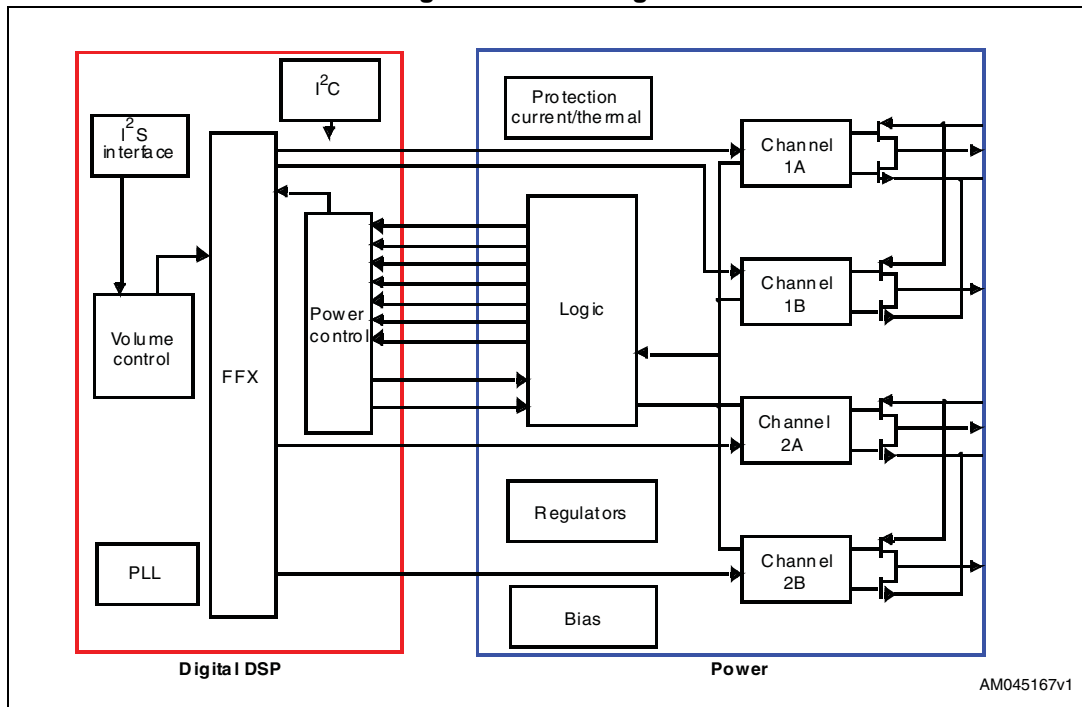 I²C
I²S
interface
Volume
control
FFX
Power
control
PLL
Digital DSP
Protection
current/thermal
Logic
Regulators
Bias
Channel
1A
Channel
1B
Channel
2A
Channel
2B
Power
AM045167v1